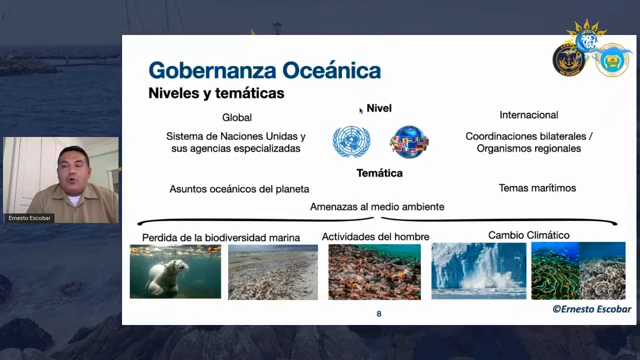 Gobernanza Oceánica
Niveles y temáticas
Nivel
Global
Internacional
Sistema de Naciones Unidas y
sus agencias especializadas
Coordinaciones bilaterales /
Organismos regionales
Temática
Asuntos oceánicos del planeta
Temas marítimos
Amenazas al medio ambiente
Perdida de la biodiversidad marina
Actividades del hombre
Cambio Climático
©Ernesto Escobar
8
Ernesto Escobar